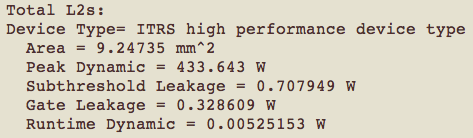 Total L2s:
Device Type= ITRS high performance device type
Area = 9.24735 mm^2
Peak Dynamic = 433.643 W
Subthreshold Leakage = 0.707949 W
Gate Leakage = 0.328609 W
Runtime Dynamic = 0.00525153 W